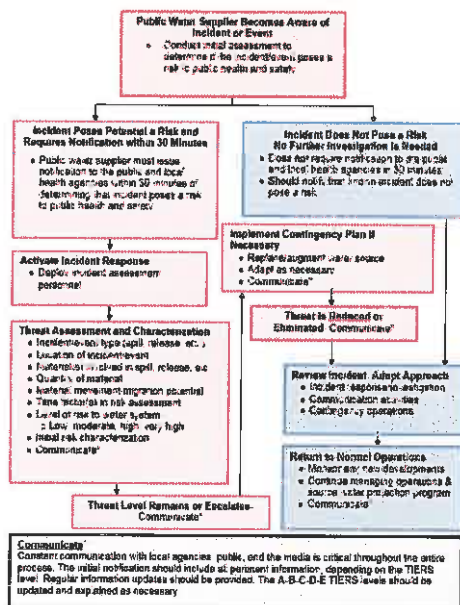 Public Water Supplier Becomes Aware of
Incident or Event
• Conduct initial assessment to
determine if the incident/event poses a
risk to public health and safety
Incident Poses Potential a Risk and
Requires Notification within 30 Minutes
• Public water supplier must issue
notification to the public and local
health agencies within 30 minutes of
determining that incident poses a risk
to public health and safety
Incident Does Not Pose a Risk
No Further Investigation Is Needed
• Does not require notification to the public
and local health agencies in 30 minutes
• Should notify that known incident does not
pose a risk
Activate Incident Response
• Deploy incident assessment
personnel
Implement Contingency Plan If
Necessary
• Replace/augment water source
• Adapt as necessary
• Communicate*
Threat is Reduced or
Eliminated Communicate*
Threat Assessment and Characterization
• Incident/event type (spill, release, etc.)
• Location of incident/event
• Material involved in spill, release, etc
• Quantity of material
• Material movement/migration potential
• Time factor(s) in risk assessment
• Level of risk to water system
o Low, moderate, high, very high
• Initial risk characterization
• Communicate*
Review Incident, Adapt Approach
• Incident response/mitigation
• Communication activities
• Contingency operations
Return to Normal Operations
• Monitor any new developments
• Continue managing operations &
source water protection program
• Communicate*
Threat Level Remains or Escalates-
Communicate*
Communicate*
Constant communication with local agencies, public, and the media is critical throughout the entire
process. The initial notification should include all pertinent information, depending on the TIERS
level. Regular information updates should be provided. The A-B-C-D-E TIERS levels should be
updated and explained as necessary